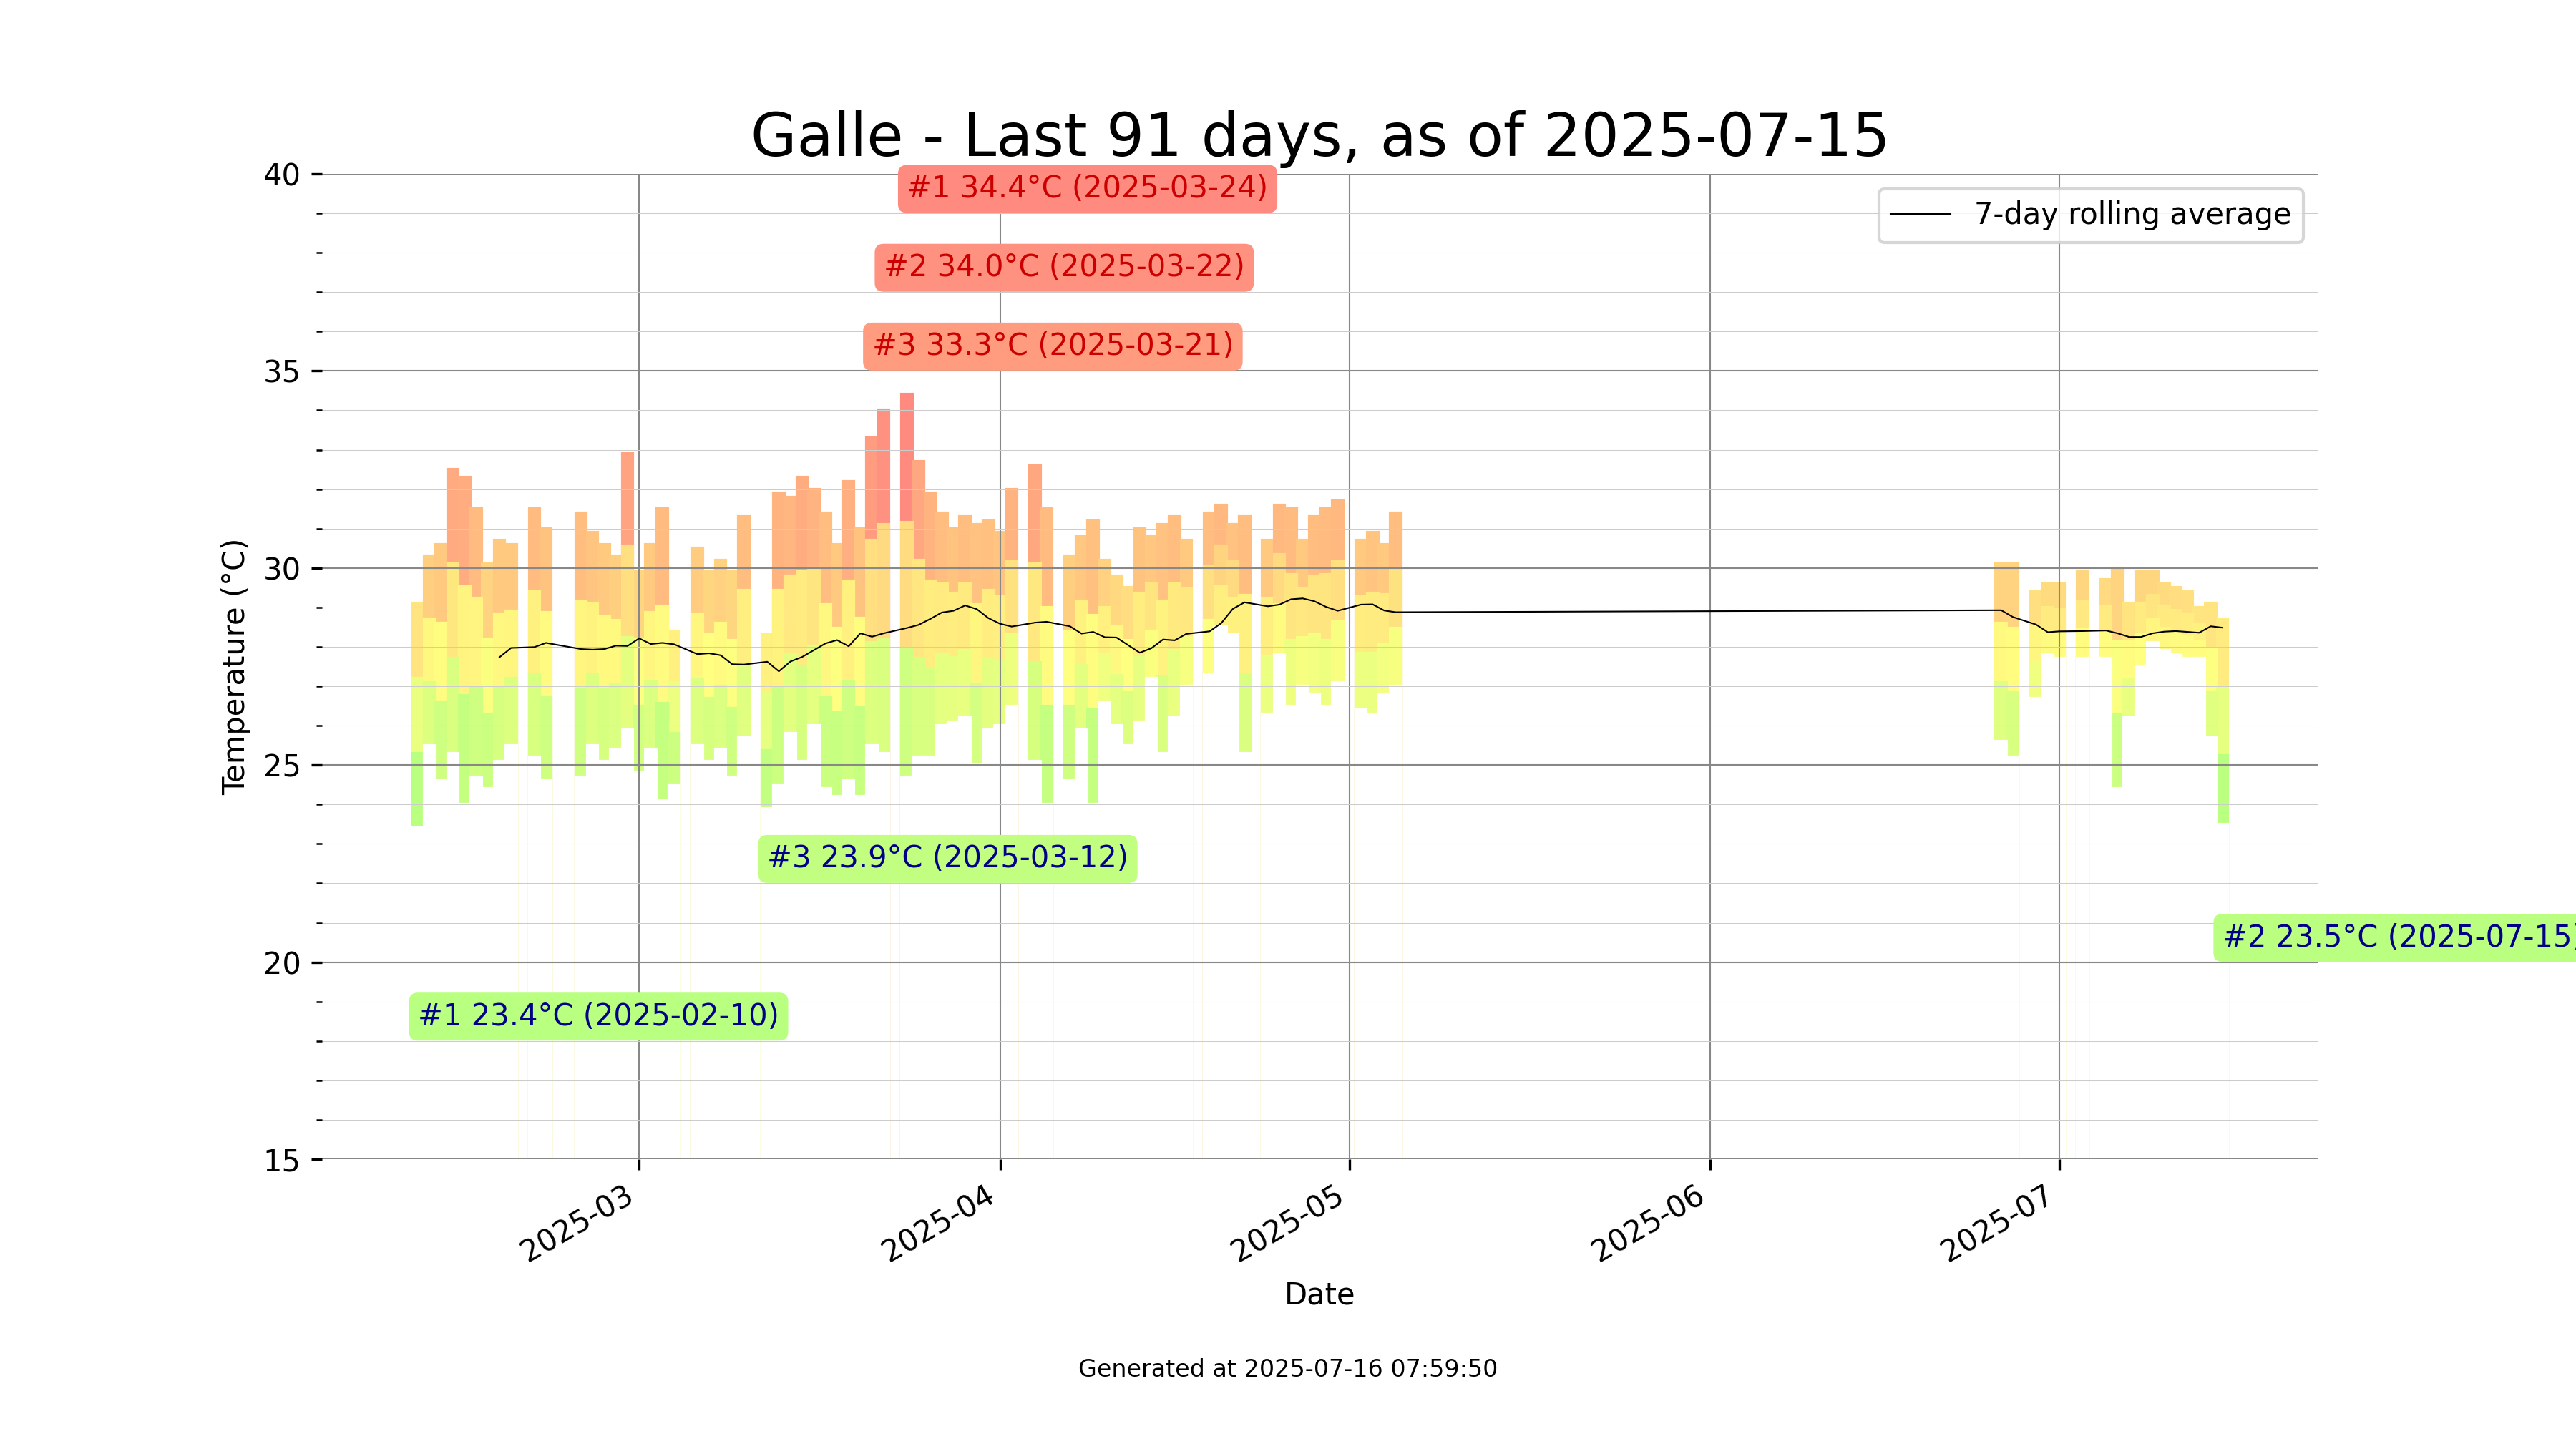 Galle - Last 91 days, as of 2025-07-15
#1 34.4°C (2025-03-24)
#2 34.0°C (2025-03-22)
#3 33.3°C (2025-03-21)
7-day rolling average
40
35
30
25
20
15
Temperature (°C)
#3 23.9°C (2025-03-12)
#2 23.5°C (2025-07-15)
#1 23.4°C (2025-02-10)
2025-03
2025-04
2025-05
2025-06
2025-07
Date
Generated at 2025-07-16 07:59:50